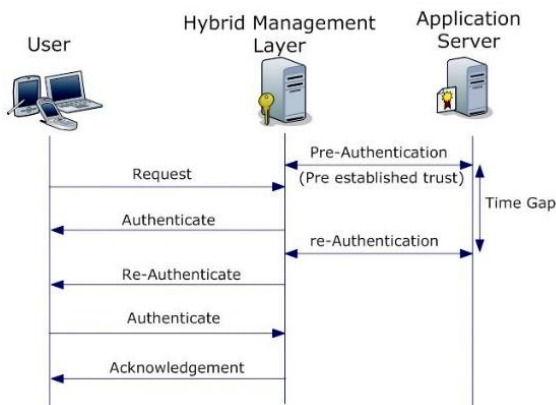 User
Hybrid Management
Layer
Application
Server
Pre-Authentication
(Pre established trust)
Request
Time Gap
Authenticate
re-Authentication
Re-Authenticate
Authenticate
Acknowledgement